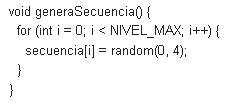 void generaSecuencia() {
  for (int i = 0; i < NIVEL_MAX; i++) {
    secuencia[i] = random(0, 4);
  }
}